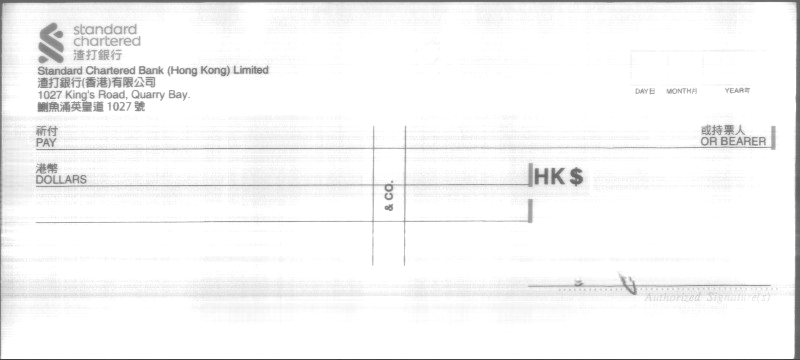 standard
chartered
渣打銀行
Standard Chartered Bank (Hong Kong) Limited
渣打銀行(香港)有限公司
1027 King's Road, Quarry Bay.
鰂魚涌英皇道 1027 號
DAY日 MONTH月 YEAR年
祈付 或持票人
PAY OR BEARER
港幣
DOLLARS
HK $
& CO.
Authorized Signature(s)